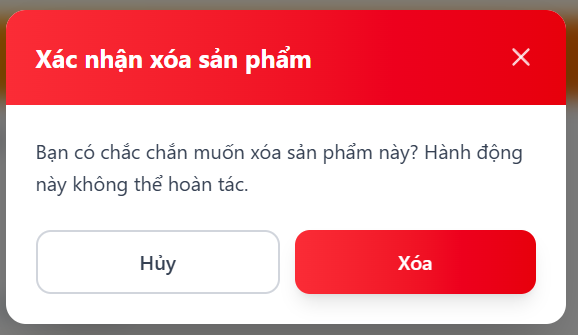 Xác nhận xóa sản phẩm
Bạn có chắc chắn muốn xóa sản phẩm này? Hành động
này không thể hoàn tác.
Hủy
Xóa